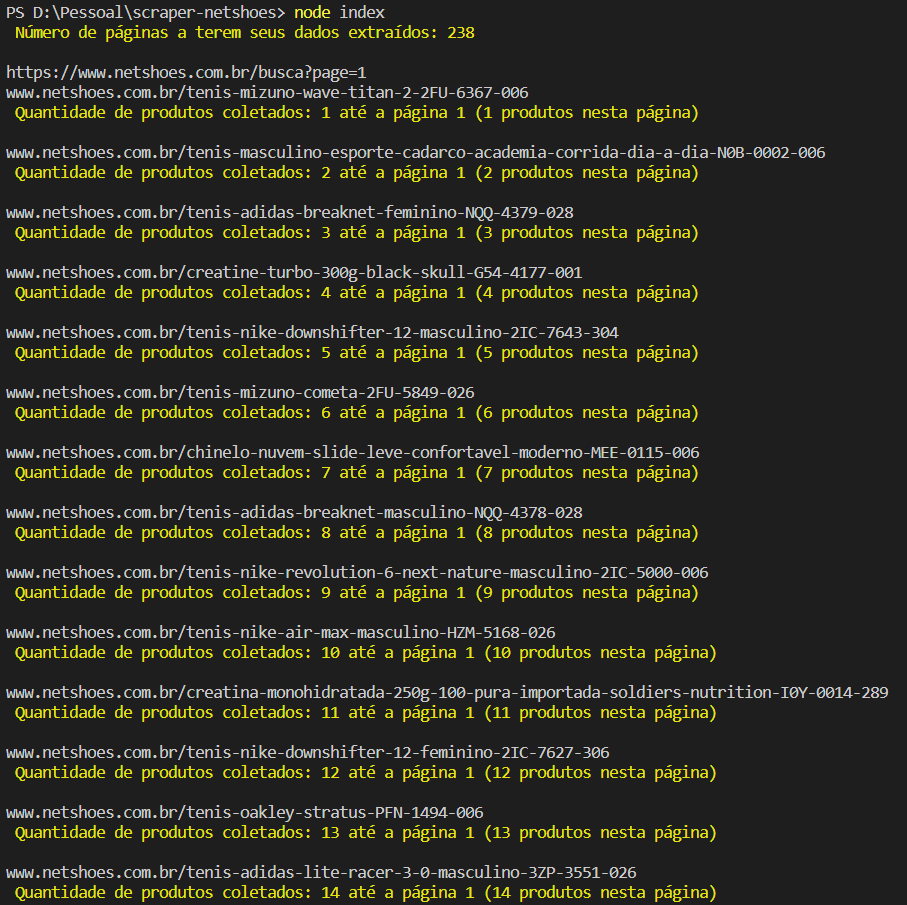 PS D:\Pessoal\scraper-netshoes> node index
Número de páginas a terem seus dados extraídos: 238
https://www.netshoes.com.br/busca?page=1
www.netshoes.com.br/tenis-mizuno-wave-titan-2-2FU-6367-006
Quantidade de produtos coletados: 1 até a página 1 (1 produtos nesta página)
www.netshoes.com.br/tenis-masculino-esporte-cadarco-academia-corrida-dia-a-dia-N0B-0002-006
Quantidade de produtos coletados: 2 até a página 1 (2 produtos nesta página)
www.netshoes.com.br/tenis-adidas-breaknet-feminino-NQQ-4379-028
Quantidade de produtos coletados: 3 até a página 1 (3 produtos nesta página)
www.netshoes.com.br/creatine-turbo-300g-black-skull-G54-4177-001
Quantidade de produtos coletados: 4 até a página 1 (4 produtos nesta página)
www.netshoes.com.br/tenis-nike-downshifter-12-masculino-2IC-7643-304
Quantidade de produtos coletados: 5 até a página 1 (5 produtos nesta página)
www.netshoes.com.br/tenis-mizuno-cometa-2FU-5849-026
Quantidade de produtos coletados: 6 até a página 1 (6 produtos nesta página)
www.netshoes.com.br/chinelo-nuvem-slide-leve-confortavel-moderno-MEE-0115-006
Quantidade de produtos coletados: 7 até a página 1 (7 produtos nesta página)
www.netshoes.com.br/tenis-adidas-breaknet-masculino-NQQ-4378-028
Quantidade de produtos coletados: 8 até a página 1 (8 produtos nesta página)
www.netshoes.com.br/tenis-nike-revolution-6-next-nature-masculino-2IC-5000-006
Quantidade de produtos coletados: 9 até a página 1 (9 produtos nesta página)
www.netshoes.com.br/tenis-nike-air-max-masculino-HZM-5168-026
Quantidade de produtos coletados: 10 até a página 1 (10 produtos nesta página)
www.netshoes.com.br/creatina-monohidratada-250g-100-pura-importada-soldiers-nutrition-I0Y-0014-289
Quantidade de produtos coletados: 11 até a página 1 (11 produtos nesta página)
www.netshoes.com.br/tenis-nike-downshifter-12-feminino-2IC-7627-306
Quantidade de produtos coletados: 12 até a página 1 (12 produtos nesta página)
www.netshoes.com.br/tenis-oakley-stratus-PFN-1494-006
Quantidade de produtos coletados: 13 até a página 1 (13 produtos nesta página)
www.netshoes.com.br/tenis-adidas-lite-racer-3-0-masculino-3ZP-3551-026
Quantidade de produtos coletados: 14 até a página 1 (14 produtos nesta página)